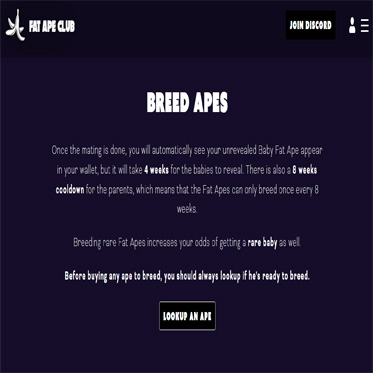 FAT APE CLUB
JOIN DISCORD
BREED APES
Once the mating is done, you will automatically see your unrevealed Baby Fat Ape appear
in your wallet, but it will take 4 weeks for the babies to reveal. There is also a 8 weeks
cooldown for the parents, which means that the Fat Apes can only breed once every 8
weeks.
Breeding rare Fat Apes increases your odds of getting a rare baby as well.
Before buying any ape to breed, you should always lookup if he's ready to breed.
LOOKUP AN APE